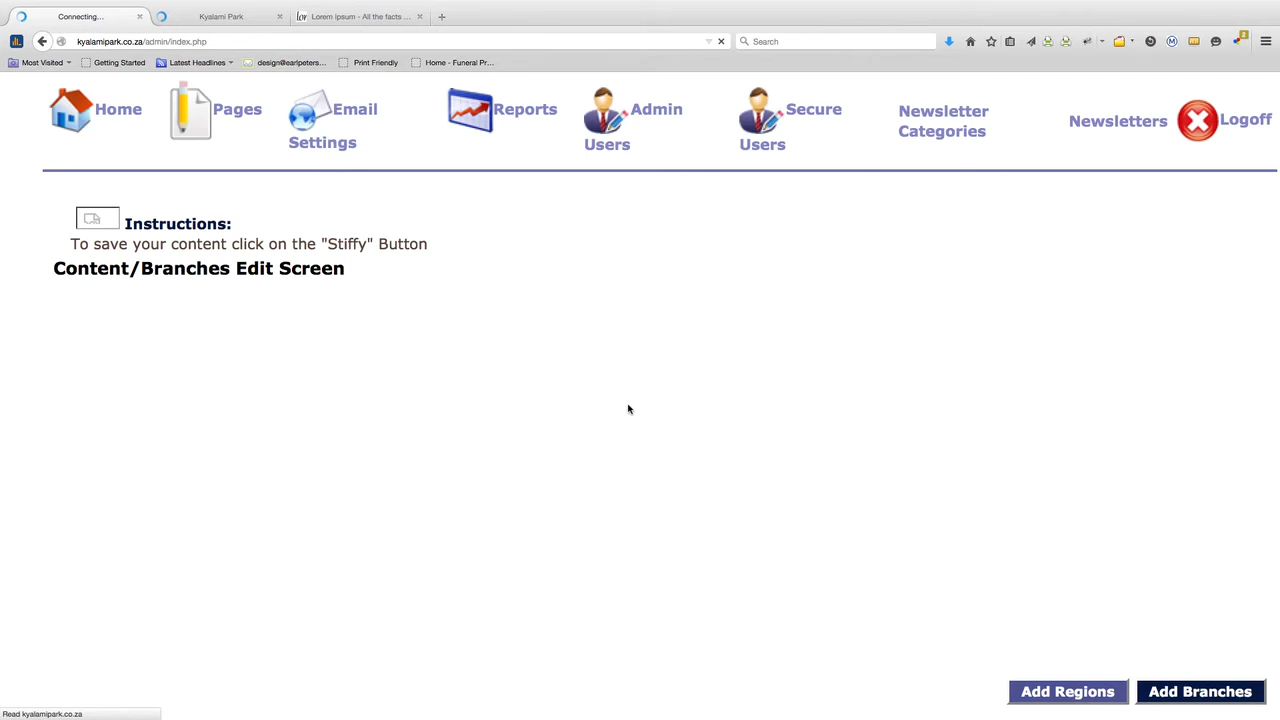 Connecting...
Kyalami Park
lor Lorem Ipsum - All the facts ...
kyalamipark.co.za/admin/index.php
Search
2
Most Visited
Getting Started
Latest Headlines
design@earlpeters...
Print Friendly
Home - Funeral Pr...
Home
Pages
Email Settings
Reports
Admin Users
Secure Users
Newsletter Categories
Newsletters
Logoff
Instructions:
To save your content click on the "Stiffy" Button
Content/Branches Edit Screen
Add Regions
Add Branches
Read kyalamipark.co.za